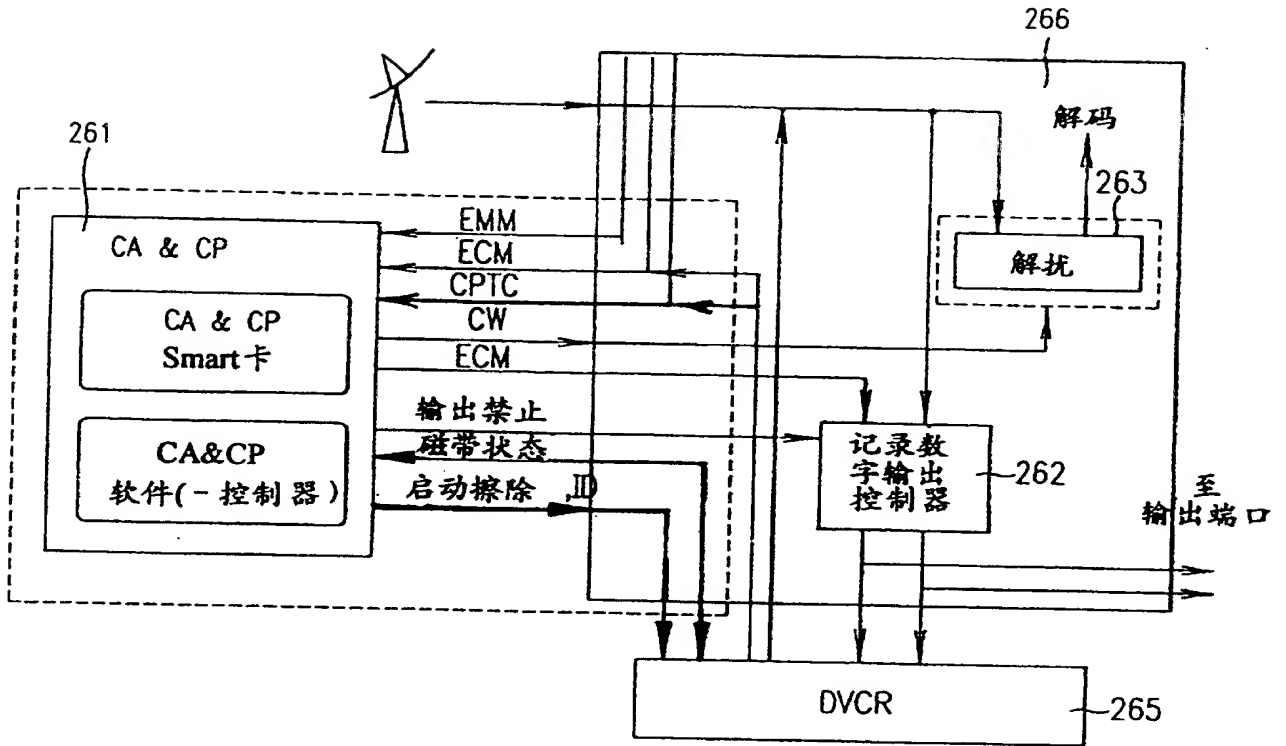 266
解码
261
263
EMM
CA & CP
ECM
解扰
CPTC
CA & CP
Smart卡
CW
ECM
输出禁止
磁带状态
CA&CP
软件(-控制器)
启动擦除
,ID
记录数
字输出
控制器
262
至
输出端口
DVCR
265